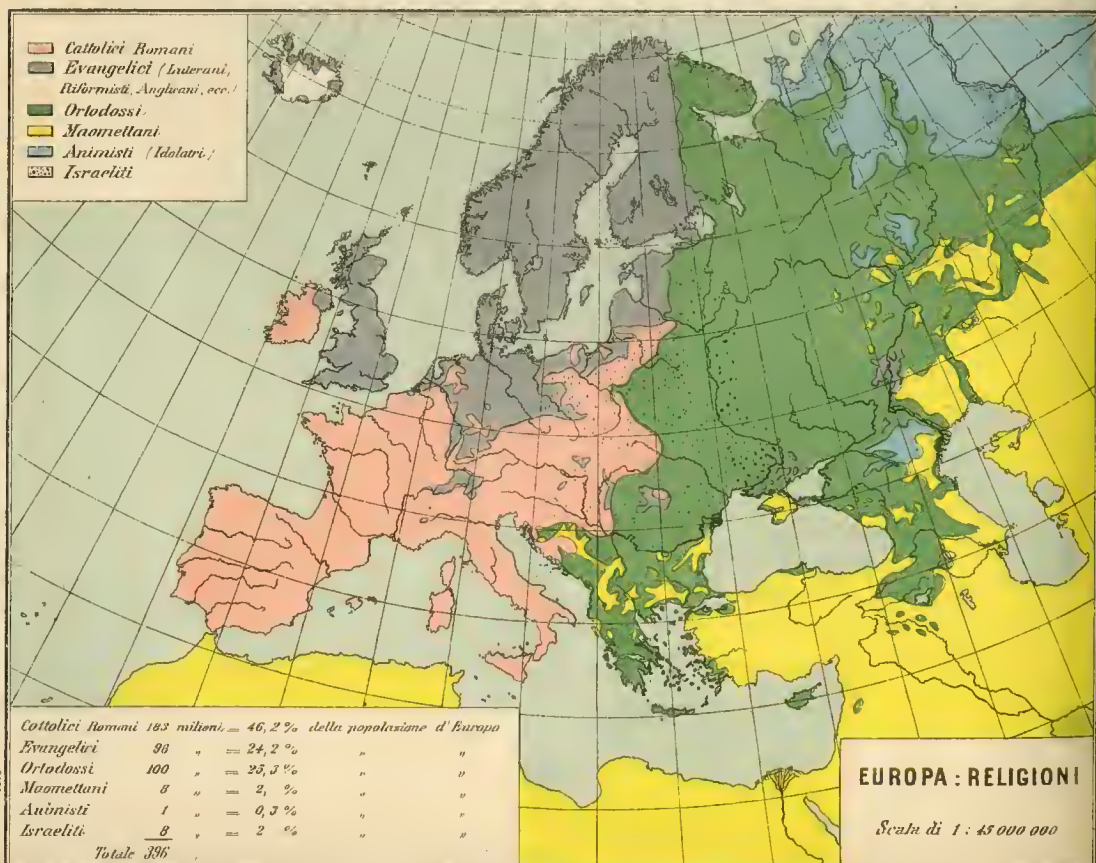 Cattolici Romani
Evangelici (Luterani,
Riformisti, Anglicani, ecc.)
Ortodossi
Maomettani
Animisti (Idolatri)
Israeliti
Cattolici Romani 183 milioni = 46,2 % della popolazione d'Europa
Evangelici 96 „ = 24,2 % „ „
Ortodossi 100 „ = 25,3 % „ „
Maomettani 8 „ = 2, % „ „
Animisti 1 „ = 0,3 % „ „
Israeliti 8 „ = 2 % „ „
Totale 396
EUROPA : RELIGIONI
Scala di 1 : 45 000 000